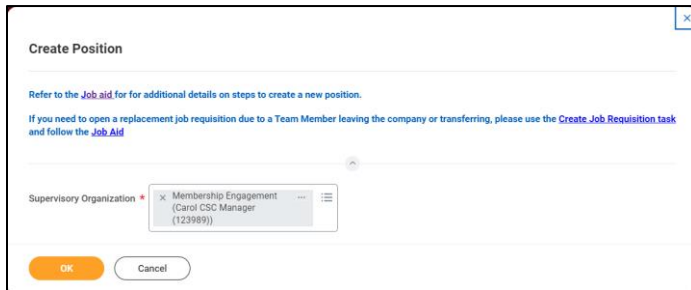 Create Position
Refer to the Job aid for for additional details on steps to create a new position.
If you need to open a replacement job requisition due to a Team Member leaving the company or transferring, please use the Create Job Requisition task
and follow the Job Aid
Supervisory Organization * × Membership Engagement ...
(Carol CSC Manager
(123989))
OK Cancel